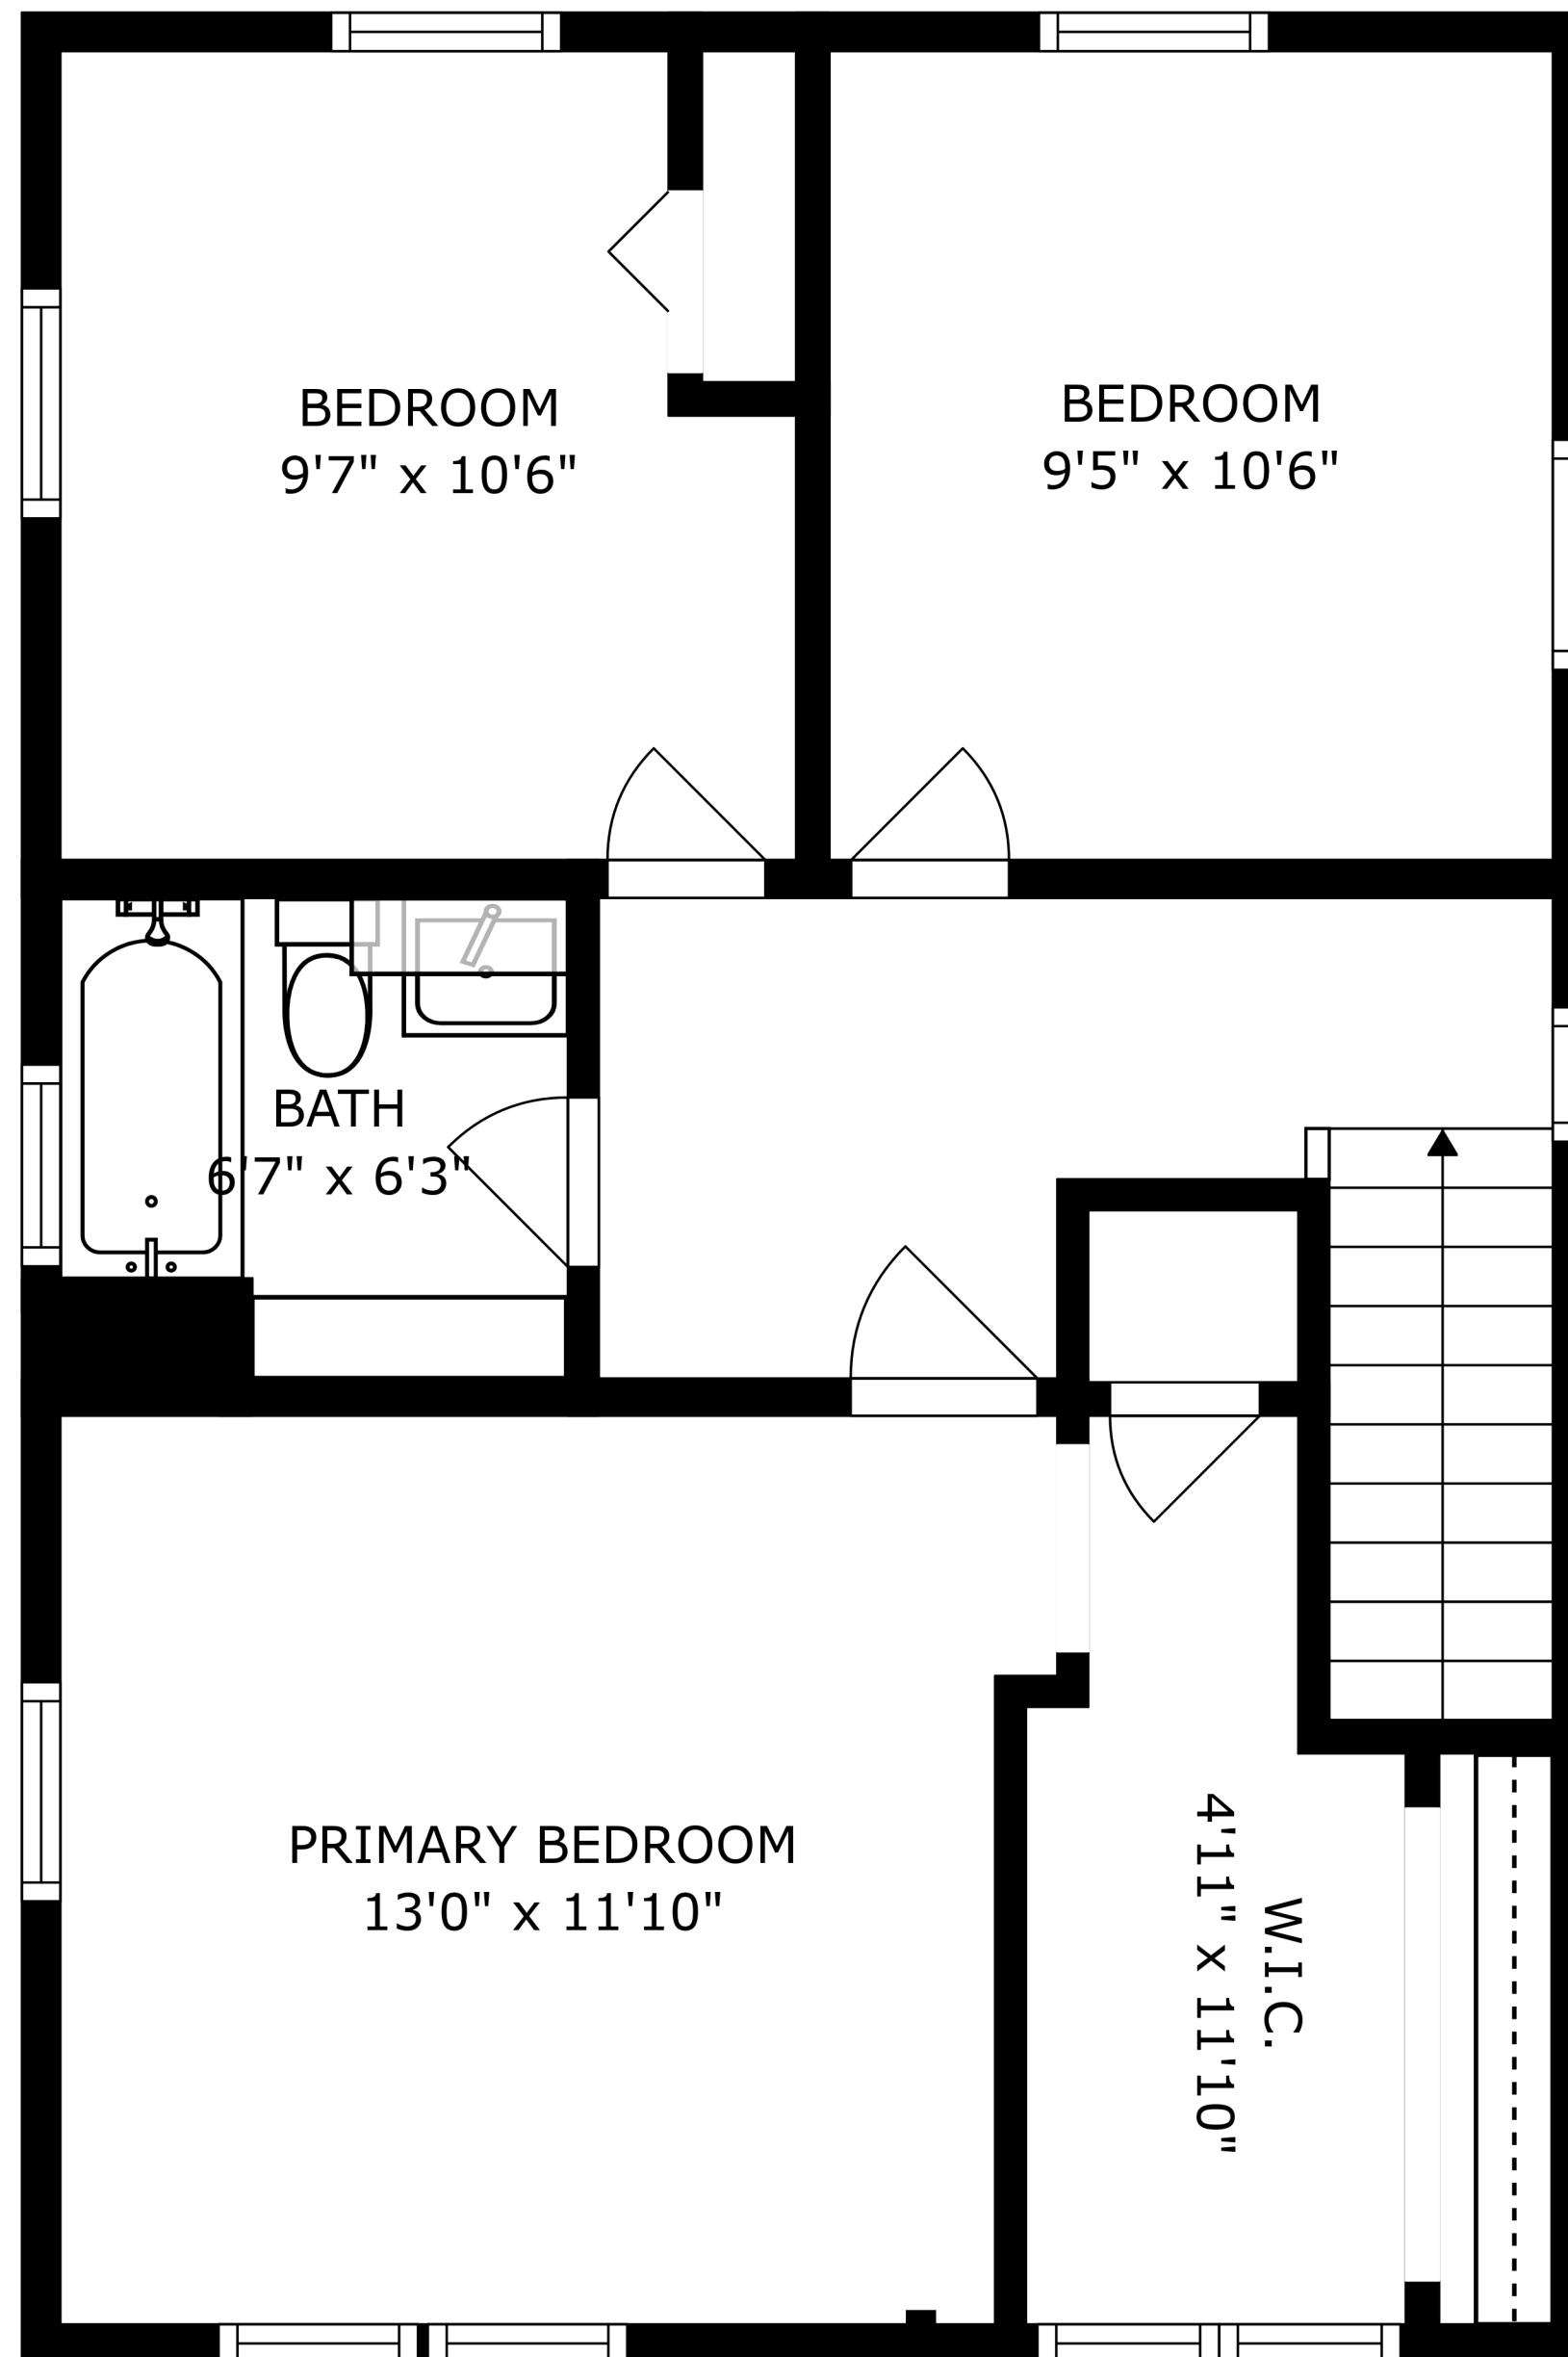 BEDROOM
9'7" x 10'6"
BEDROOM
9'5" x 10'6"
BATH
6'7" x 6'3"
PRIMARY BEDROOM
13'0" x 11'10"
W.I.C.
4'11" x 11'10"